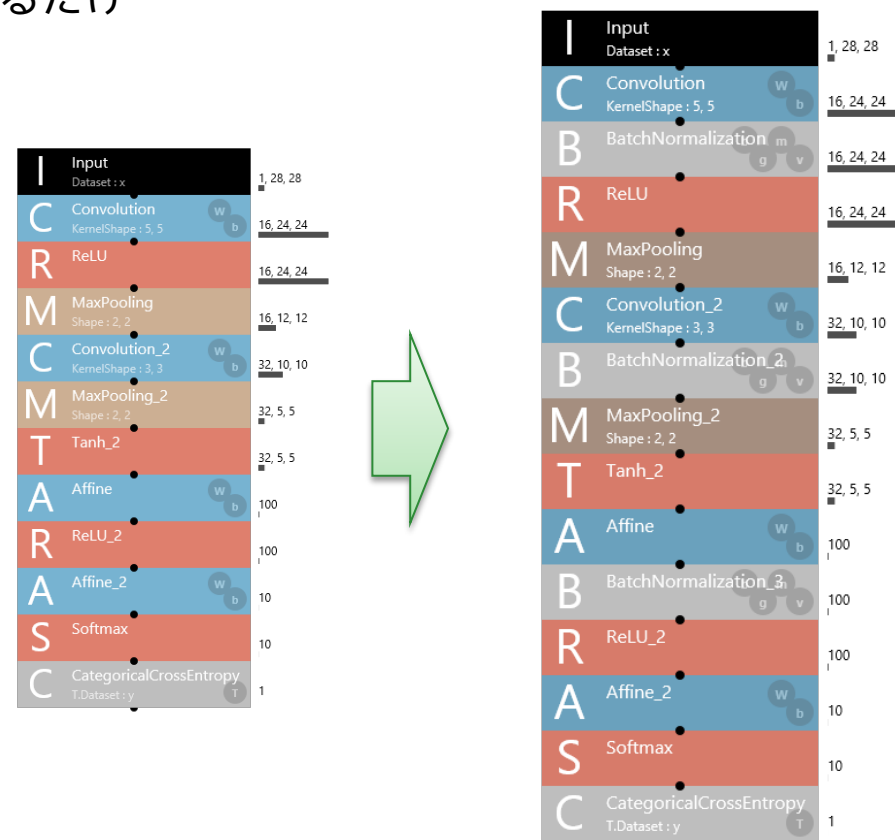 るだけ
I
Input
Dataset : x
1, 28, 28
C
Convolution
KernelShape : 5, 5
W
b
16, 24, 24
R
ReLU
16, 24, 24
M
MaxPooling
Shape : 2, 2
16, 12, 12
C
Convolution_2
KernelShape : 3, 3
W
b
32, 10, 10
M
MaxPooling_2
Shape : 2, 2
32, 5, 5
T
Tanh_2
32, 5, 5
A
Affine
W
b
100
R
ReLU_2
100
A
Affine_2
W
b
10
S
Softmax
10
C
CategoricalCrossEntropy
T.Dataset : y
T
1
I
Input
Dataset : x
1, 28, 28
C
Convolution
KernelShape : 5, 5
W
b
16, 24, 24
B
BatchNormalization
m
g
v
16, 24, 24
R
ReLU
16, 24, 24
M
MaxPooling
Shape : 2, 2
16, 12, 12
C
Convolution_2
KernelShape : 3, 3
W
b
32, 10, 10
B
BatchNormalization_2
g
v
32, 10, 10
M
MaxPooling_2
Shape : 2, 2
32, 5, 5
T
Tanh_2
32, 5, 5
A
Affine
W
b
100
B
BatchNormalization_3
g
v
100
R
ReLU_2
100
A
Affine_2
W
b
10
S
Softmax
10
C
CategoricalCrossEntropy
T.Dataset : y
T
1